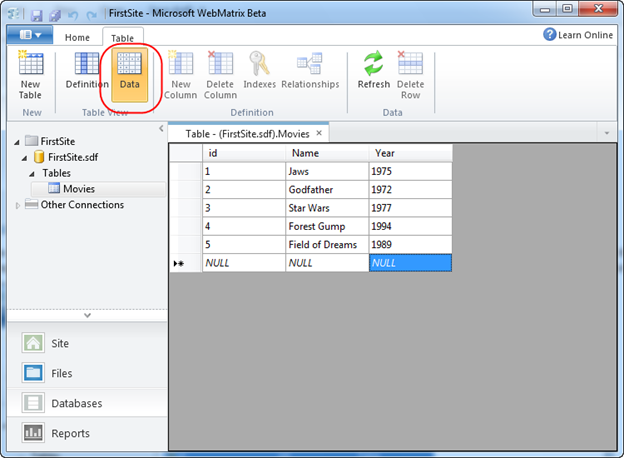 FirstSite - Microsoft WebMatrix Beta
Home Table Learn Online
New Table Definition Data New Column Delete Column Indexes Relationships Refresh Delete Row
New Table View Definition Data
FirstSite
FirstSite.sdf
Tables
Movies
Other Connections
Site
Files
Databases
Reports
Table - (FirstSite.sdf).Movies
id Name Year
1 Jaws 1975
2 Godfather 1972
3 Star Wars 1977
4 Forest Gump 1994
5 Field of Dreams 1989
NULL NULL NULL